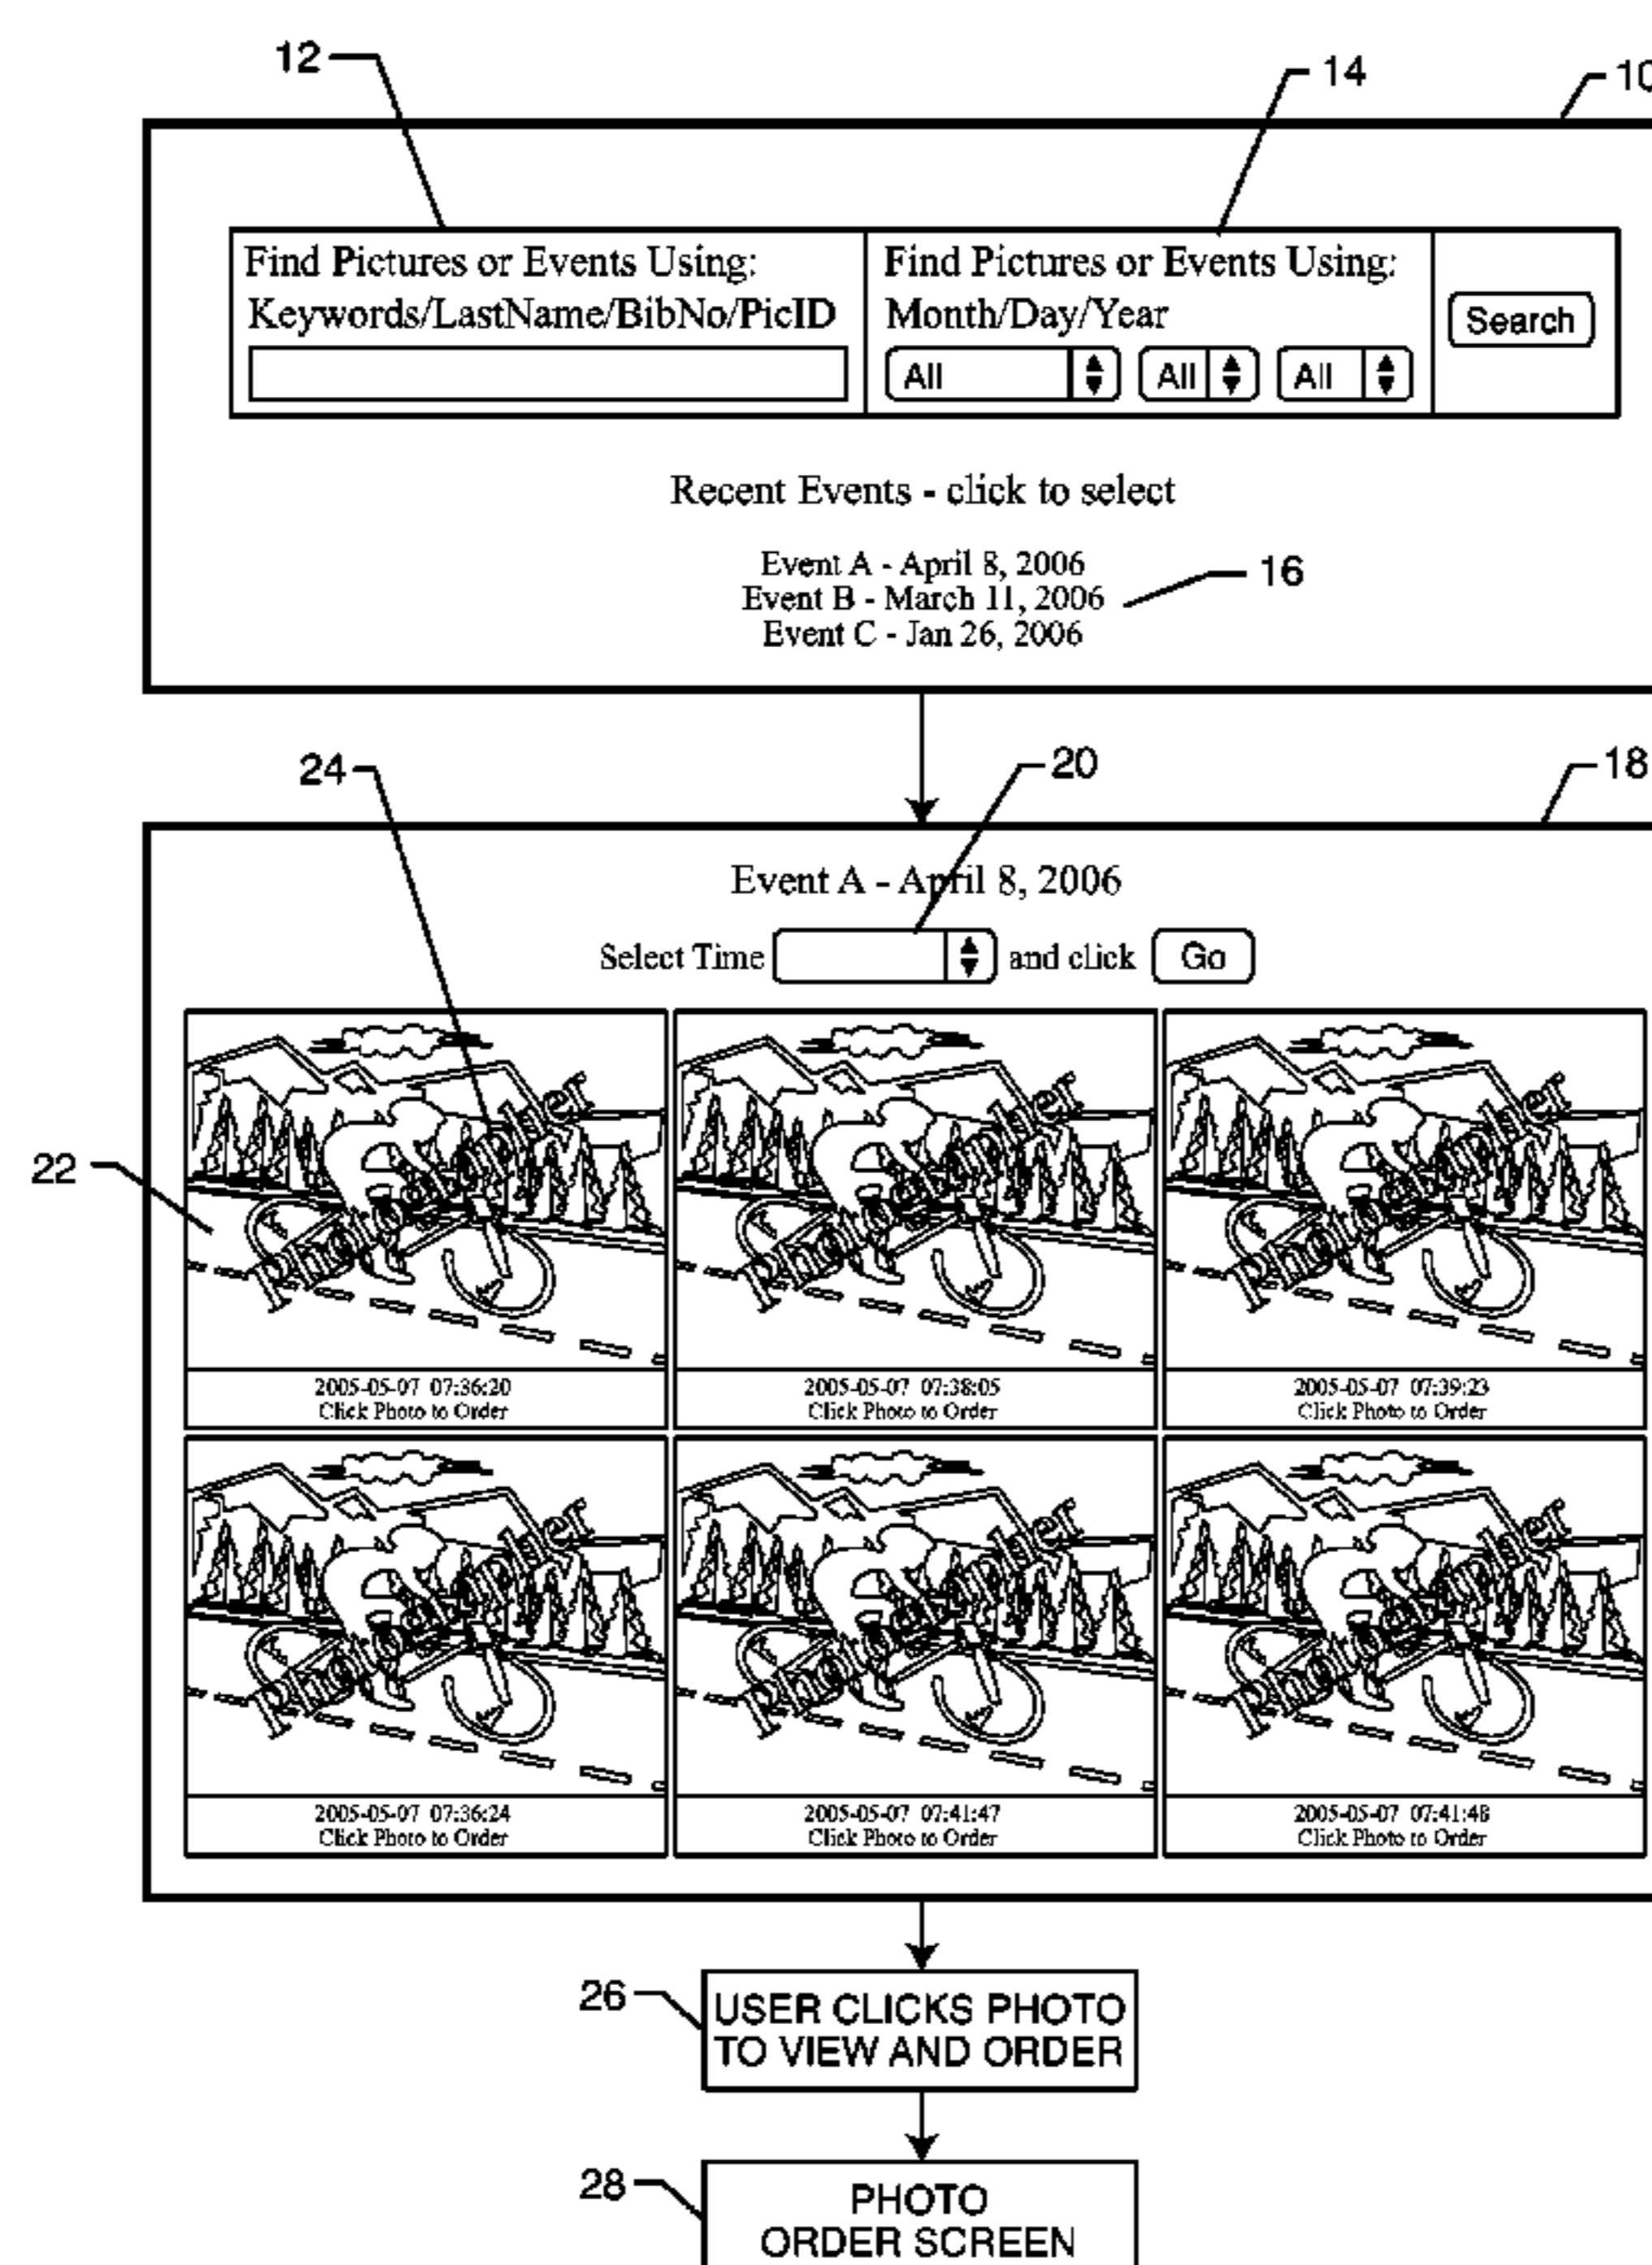 12
14
10
Find Pictures or Events Using:
Keywords/LastName/BibNo/PicID
Find Pictures or Events Using:
Month/Day/Year
All
All
All
Search
Recent Events - click to select
Event A - April 8, 2006
Event B - March 11, 2006
Event C - Jan 26, 2006
16
24
20
18
Event A - April 8, 2006
Select Time and click Go
22
2005-05-07 07:36:20
Click Photo to Order
2005-05-07 07:38:05
Click Photo to Order
2005-05-07 07:39:23
Click Photo to Order
2005-05-07 07:36:24
Click Photo to Order
2005-05-07 07:41:47
Click Photo to Order
2005-05-07 07:41:48
Click Photo to Order
26
USER CLICKS PHOTO
TO VIEW AND ORDER
28
PHOTO
ORDER SCREEN